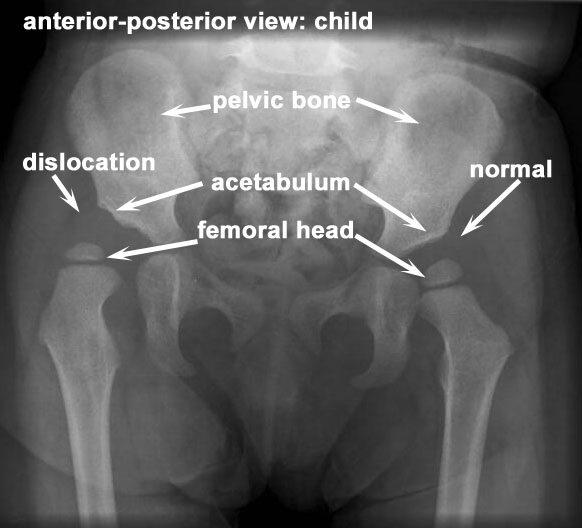 anterior-posterior view: child
pelvic bone
dislocation
acetabulum
normal
femoral head